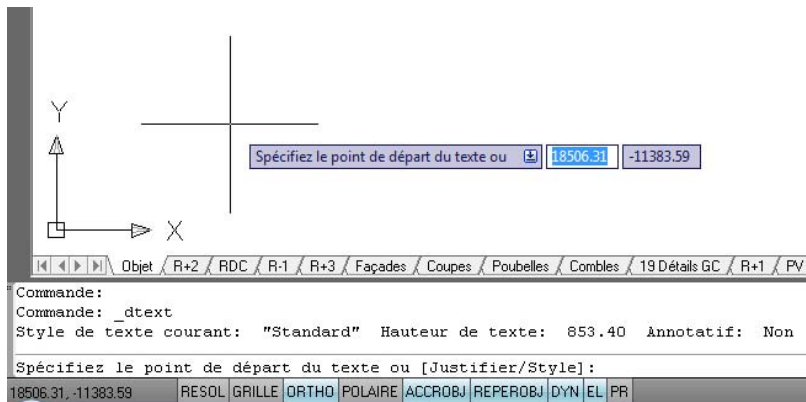 Y
Spécifiez le point de départ du texte ou 18506.31 -11383.59
X
Objet / R+2 / RDC / R-1 / R+3 / Façades / Coupes / Poubelles / Combles / 19 Détails GC / R+1 / PV
Commande:
Commande: _dtext
Style de texte courant: "Standard" Hauteur de texte: 853.40 Annotatif: Non
Spécifiez le point de départ du texte ou [Justifier/Style]:
18506.31, -11383.59 RESOL GRILLE ORTHO POLAIRE ACCROBJ REPEROBJ DYN EL PR